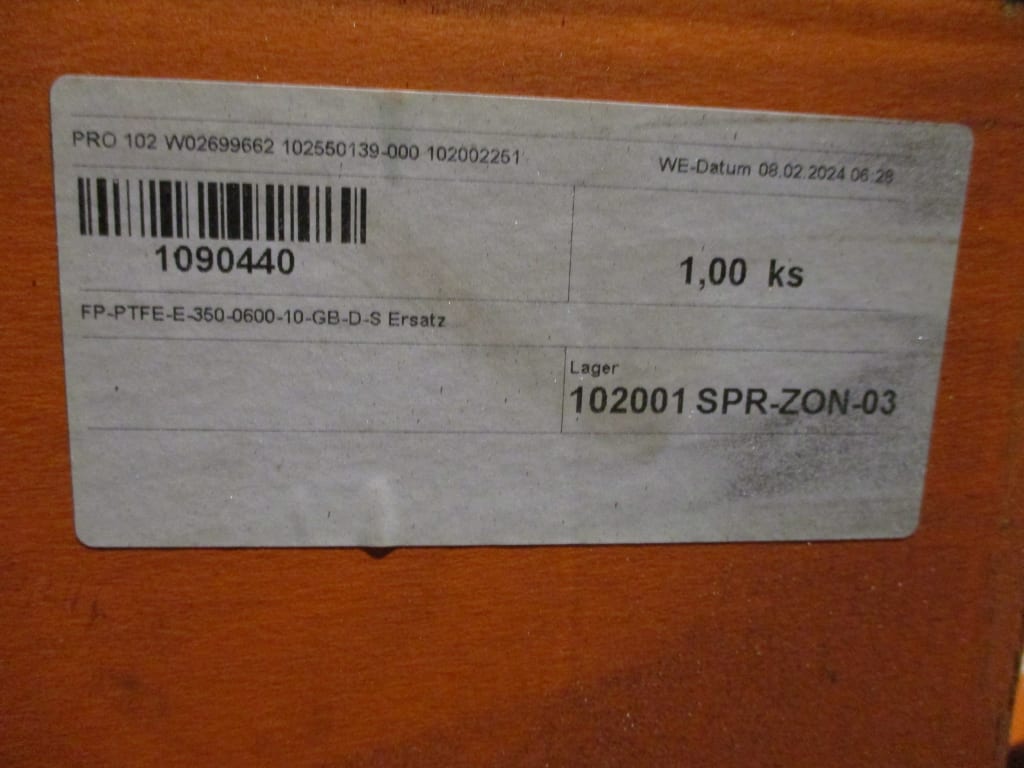 PRO 102 W02699662 102550139-000 102002251
WE-Datum 08.02.2024 06:28
1090440
1,00 ks
FP-PTFE-E-350-0600-10-GB-D-S Ersatz
Lager
102001 SPR-ZON-03